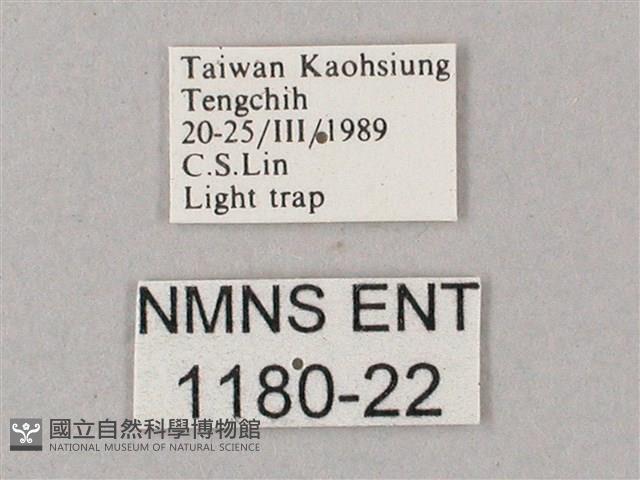 Taiwan Kaohsiung
Tengchih
20-25/III/1989
C.S.Lin
Light trap
NMNS ENT
1180-22
國立自然科學博物館
NATIONAL MUSEUM OF NATURAL SCIENCE